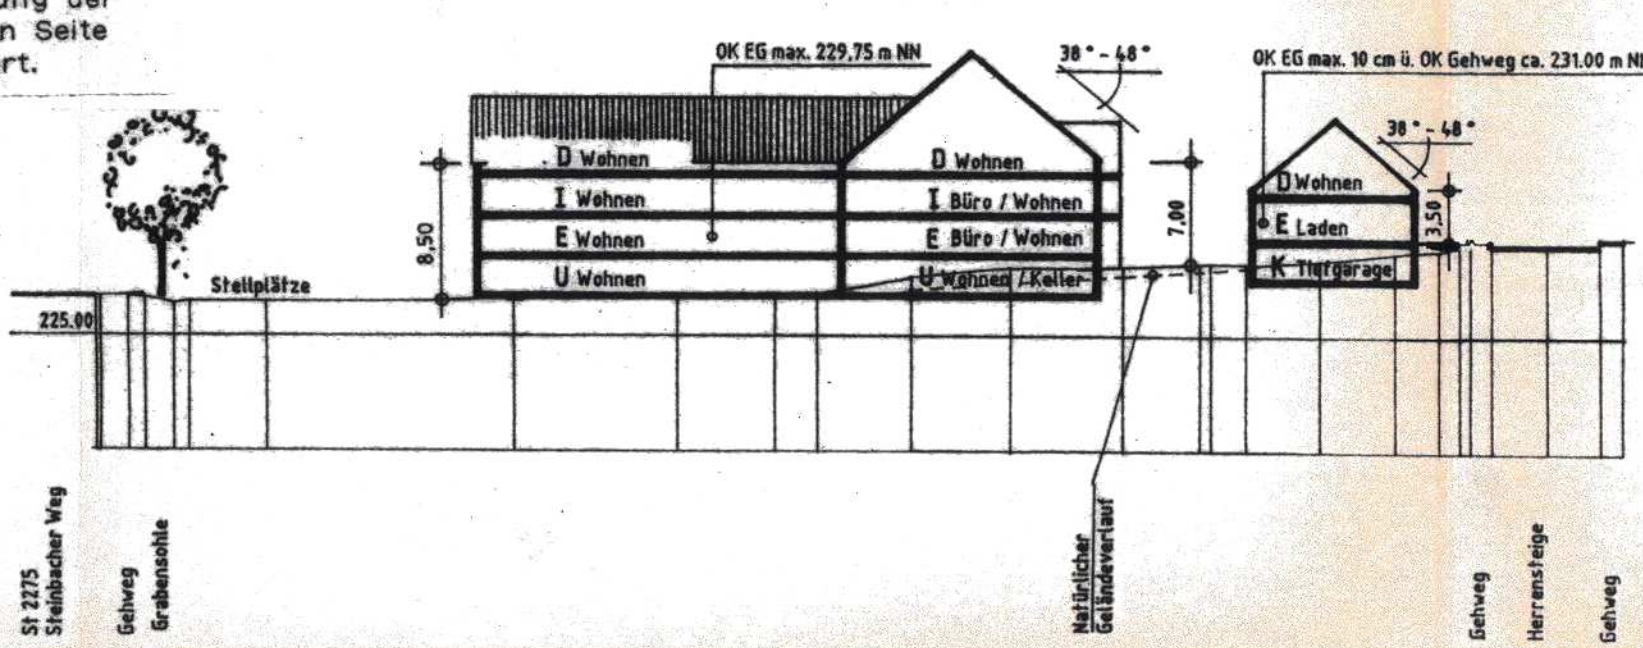 n Seite
rt.
OK EG max. 229,75 m NN
38° - 48°
OK EG max. 10 cm ü. OK Gehweg ca. 231.00 m NN
38° - 48°
D Wohnen
D Wohnen
D Wohnen
I Wohnen
I Büro / Wohnen
E Laden
E Wohnen
E Büro / Wohnen
K Tiefgarage
U Wohnen
U Wohnen / Keller
8,50
7,00
3,50
Stellplätze
225.00
St 2275
Steinbacher Weg
Gehweg
Grabensohle
Natürlicher
Geländeverlauf
Gehweg
Herrensteige
Gehweg